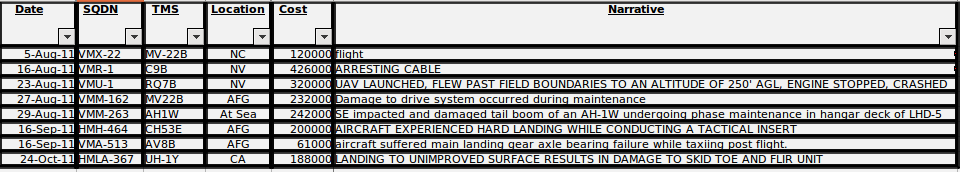 Date SQDN TMS Location Cost Narrative
5-Aug-11 VMX-22 MV-22B NC 120000 flight
16-Aug-11 VMR-1 C9B NV 426000 ARRESTING CABLE
23-Aug-11 VMU-1 RQ7B NV 320000 UAV LAUNCHED, FLEW PAST FIELD BOUNDARIES TO AN ALTITUDE OF 250' AGL, ENGINE STOPPED, CRASHED
27-Aug-11 VMM-162 MV22B AFG 232000 Damage to drive system occurred during maintenance
29-Aug-11 VMM-263 AH1W At Sea 242000 SE impacted and damaged tail boom of an AH-1W undergoing phase maintenance in hangar deck of LHD-5
16-Sep-11 HMH-464 CH53E AFG 200000 AIRCRAFT EXPERIENCED HARD LANDING WHILE CONDUCTING A TACTICAL INSERT
16-Sep-11 VMA-513 AV8B AFG 61000 aircraft suffered main landing gear axle bearing failure while taxiing post flight.
24-Oct-11 HMLA-367 UH-1Y CA 188000 LANDING TO UNIMPROVED SURFACE RESULTS IN DAMAGE TO SKID TOE AND FLIR UNIT